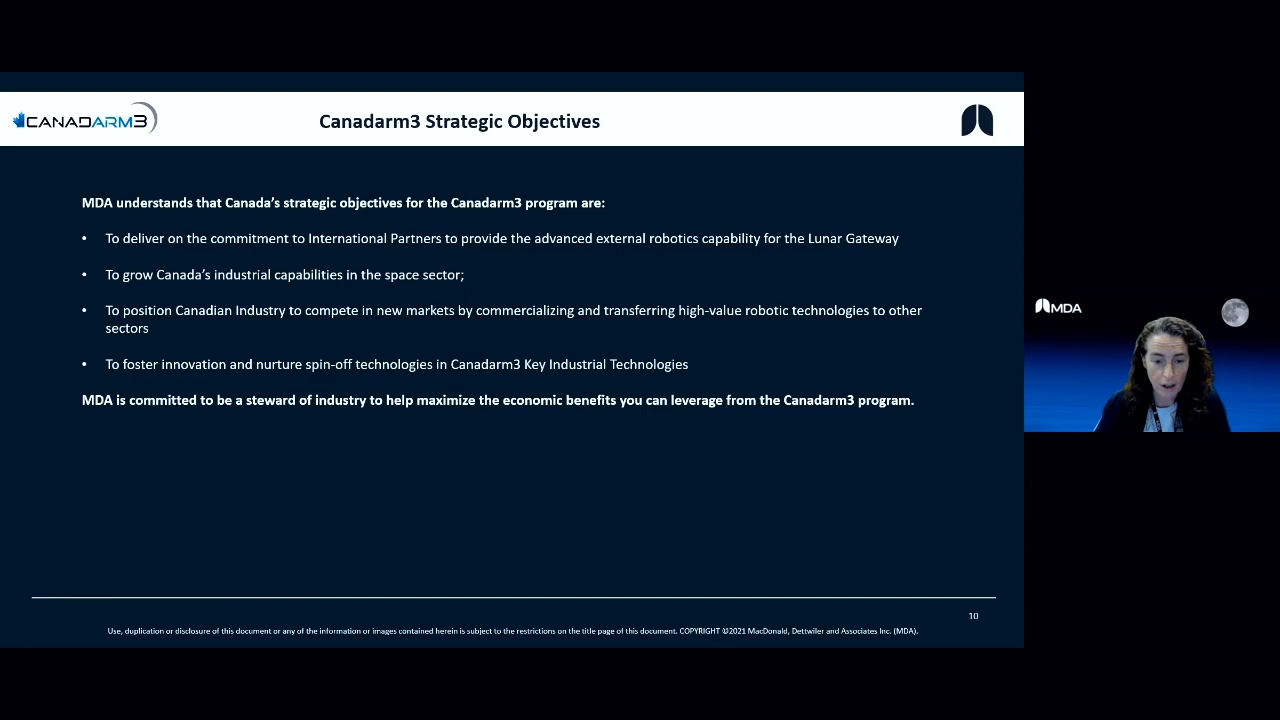 CANADARM3
Canadarm3 Strategic Objectives
MDA understands that Canada's strategic objectives for the Canadarm3 program are:
• To deliver on the commitment to International Partners to provide the advanced external robotics capability for the Lunar Gateway
• To grow Canada's industrial capabilities in the space sector;
• To position Canadian Industry to compete in new markets by commercializing and transferring high-value robotic technologies to other
sectors
• To foster innovation and nurture spin-off technologies in Canadarm3 Key Industrial Technologies
MDA is committed to be a steward of industry to help maximize the economic benefits you can leverage from the Canadarm3 program.
10
Use, duplication or disclosure of this document or any of the information or images contained herein is subject to the restrictions on the title page of this document. COPYRIGHT ©2021 MacDonald, Dettwiler and Associates Inc. (MDA).
MDA